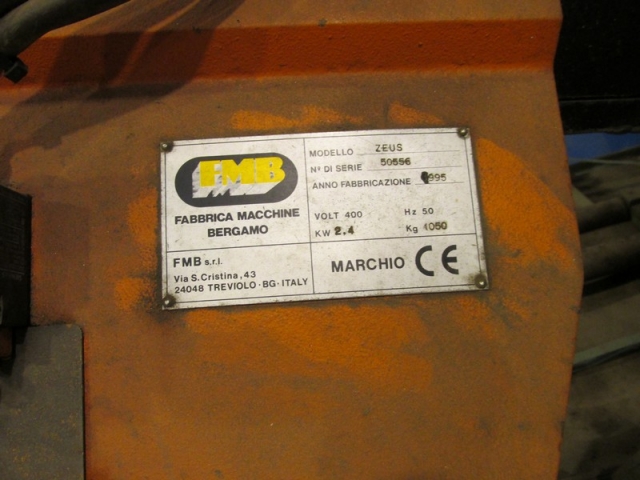 FMB
FABBRICA MACCHINE
BERGAMO
FMB s.r.l.
Via S. Cristina, 43
24048 TREVIOLO - BG - ITALY
MODELLO ZEUS
N° DI SERIE 50556
ANNO FABBRICAZIONE 1995
VOLT 400 Hz 50
KW 2.4 Kg 1050
MARCHIO CE